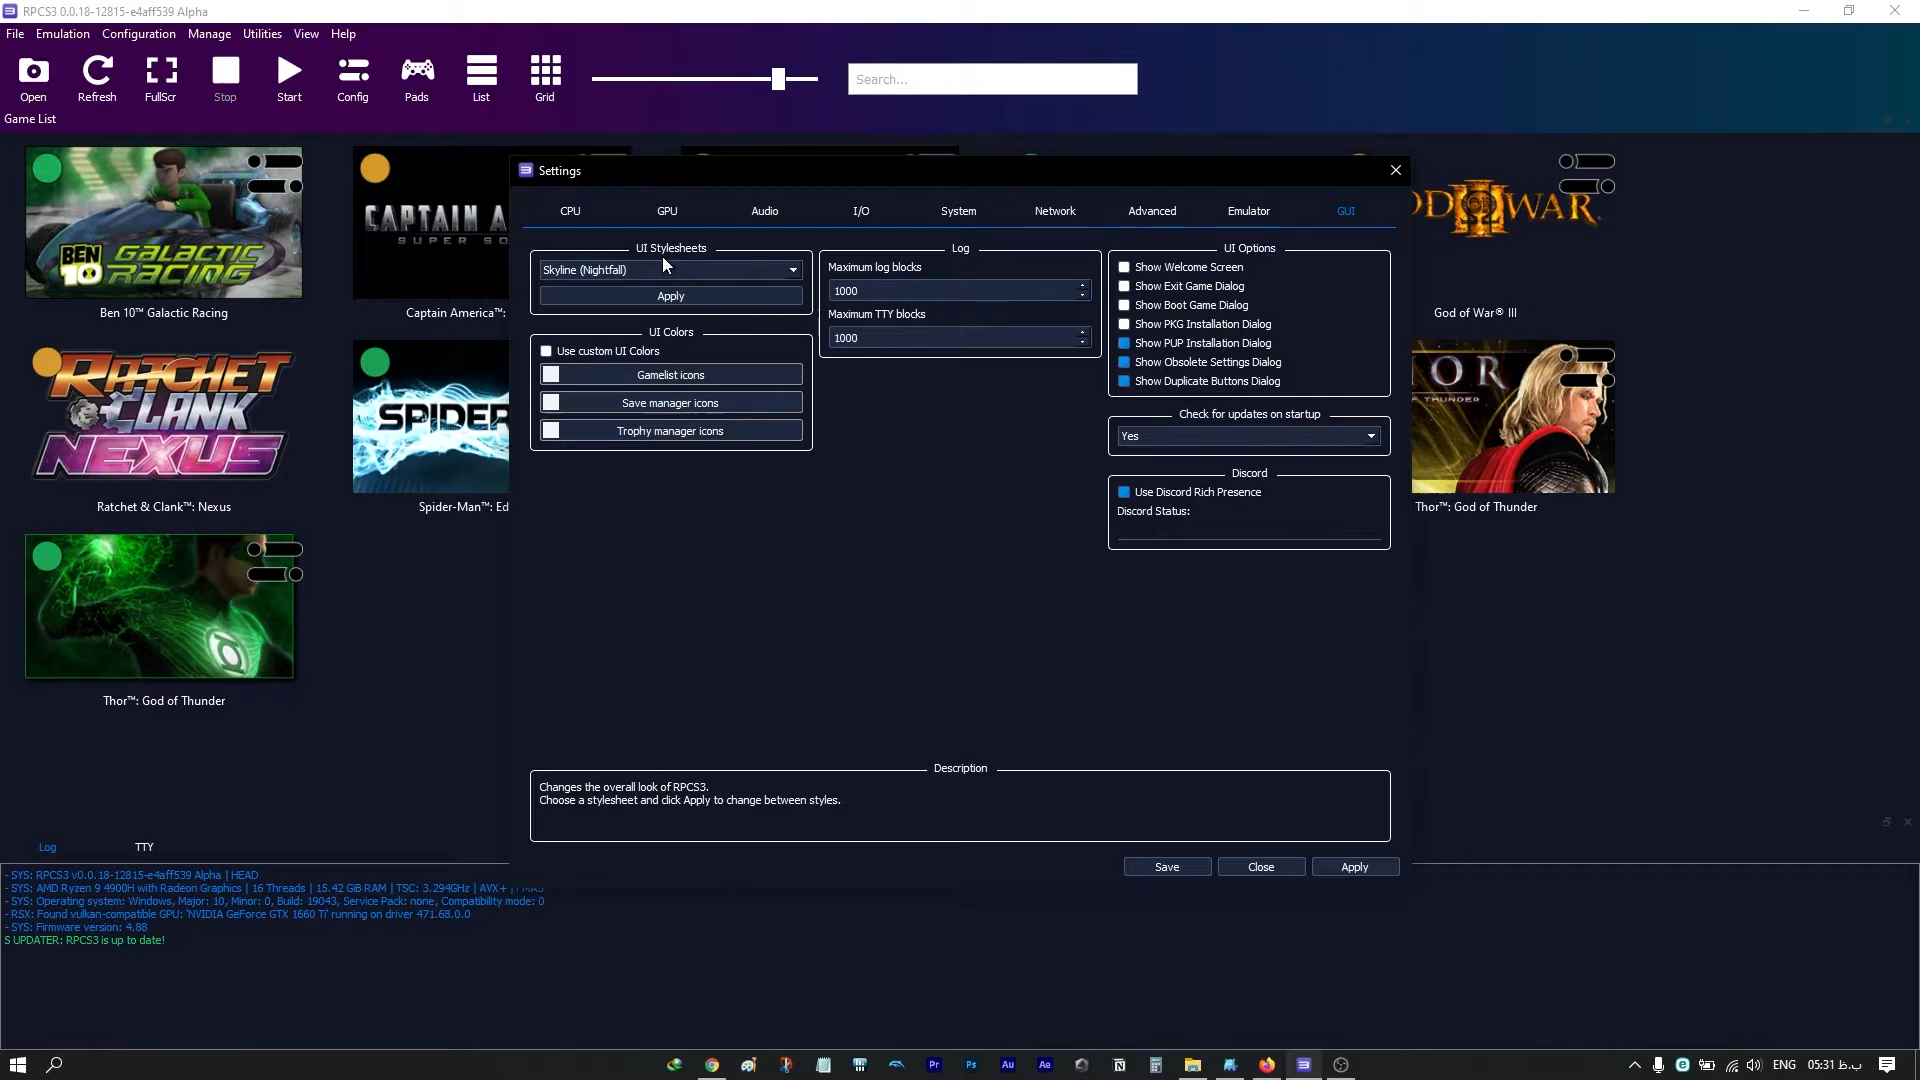 RPCS3 0.0.18-12815-e4aff539 Alpha
File Emulation Configuration Manage Utilities View Help
Open Refresh FullScr Stop Start Config Pads List Grid
Search...
Game List
BEN 10 GALACTIC RACING
Ben 10™ Galactic Racing
CAPTAIN A
SUPER SO
Captain America™:
OD OF WAR
III
God of War® III
RATCHET & CLANK NEXUS
Ratchet & Clank™: Nexus
SPIDER
Spider-Man™: Ed
OR
OF THUNDER
Thor™: God of Thunder
Thor™: God of Thunder
Settings
CPU GPU Audio I/O System Network Advanced Emulator GUI
UI Stylesheets
Skyline (Nightfall)
Apply
UI Colors
Use custom UI Colors
Gamelist icons
Save manager icons
Trophy manager icons
Log
Maximum log blocks
1000
Maximum TTY blocks
1000
UI Options
Show Welcome Screen
Show Exit Game Dialog
Show Boot Game Dialog
Show PKG Installation Dialog
Show PUP Installation Dialog
Show Obsolete Settings Dialog
Show Duplicate Buttons Dialog
Check for updates on startup
Yes
Discord
Use Discord Rich Presence
Discord Status:
Description
Changes the overall look of RPCS3.
Choose a stylesheet and click Apply to change between styles.
Save Close Apply
Log TTY
- SYS: RPCS3 v0.0.18-12815-e4aff539 Alpha | HEAD
- SYS: AMD Ryzen 9 4900H with Radeon Graphics | 16 Threads | 15.42 GiB RAM | TSC: 3.294GHz | AVX+ | FMA3
- SYS: Operating system: Windows, Major: 10, Minor: 0, Build: 19043, Service Pack: none, Compatibility mode: 0
- RSX: Found vulkan-compatible GPU: 'NVIDIA GeForce GTX 1660 Ti' running on driver 471.68.0.0
- SYS: Firmware version: 4.88
S UPDATER: RPCS3 is up to date!
Pr Ps Au Ae N
ENG 05:31 ب.ظ